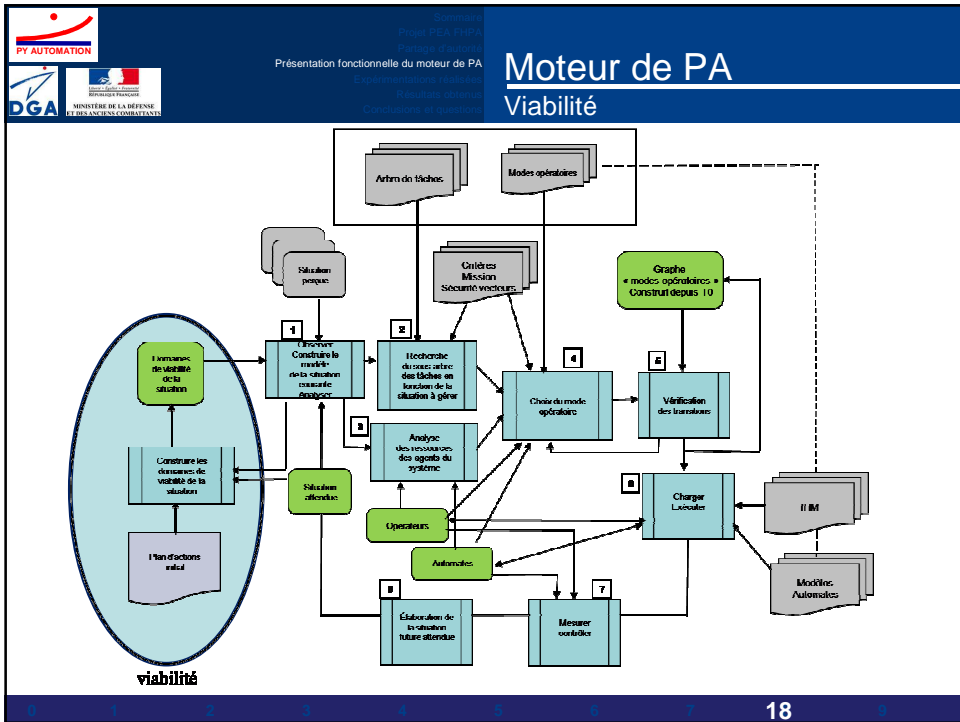 PY AUTOMATION
DGA
Liberté • Égalité • Fraternité
RÉPUBLIQUE FRANÇAISE
MINISTÈRE DE LA DÉFENSE
ET DES ANCIENS COMBATTANTS
Sommaire
Projet PEA FHPA
Partage d'autorité
Présentation fonctionnelle du moteur de PA
Expérimentations réalisées
Résultats obtenus
Conclusions et questions
Moteur de PA
Viabilité
Arbre de tâches
Modes opératoires
Situation
perçue
Critères
Mission
Sécurité vecteurs
Graphe
« modes opératoires »
Construit depuis T0
1
2
4
5
Domaines
de viabilité
de la
situation
Observer
Construire le
modèle
de la situation
courante
Analyser
Recherche
du sous arbre
des tâches en
fonction de la
situation à gérer
Choix du mode
opératoire
Vérification
des transitions
3
Analyse
des ressources
des agents du
système
Construire les
domaines de
viabilité de la
situation
Situation
attendue
6
Charger
Exécuter
IHM
Opérateurs
Plan d'actions
initial
Automates
Modèles
Automates
8
7
Élaboration de
la situation
future attendue
Mesurer
contrôler
viabilité
0 1 2 3 4 5 6 7 18 9